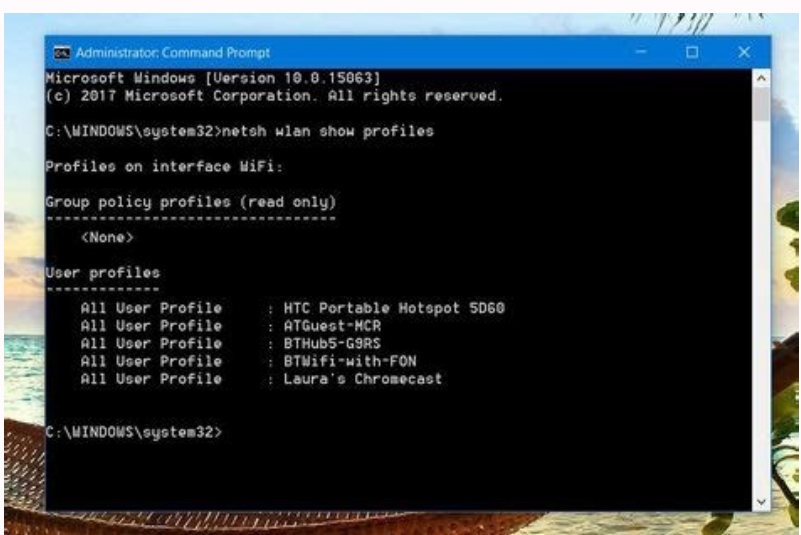 Administrator: Command Prompt
Microsoft Windows [Version 10.0.15063]
(c) 2017 Microsoft Corporation. All rights reserved.
C:\WINDOWS\system32>netsh wlan show profiles
Profiles on interface WiFi:
Group policy profiles (read only)
---------------------------------
<None>
User profiles
-------------
All User Profile : HTC Portable Hotspot 5D60
All User Profile : ATGuest-MCR
All User Profile : BTHub5-G9RS
All User Profile : BTWifi-with-FON
All User Profile : Laura's Chromecast
C:\WINDOWS\system32>